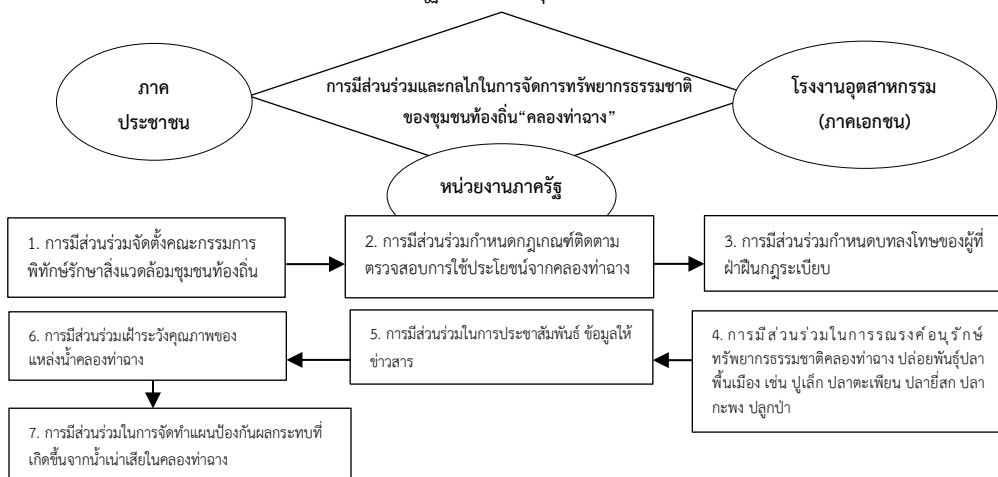 ภาค
ประชาชน
การมีส่วนร่วมและกลไกในการจัดการทรัพยากรธรรมชาติ
ของชุมชนท้องถิ่น“คลองท่าฉาง”
โรงงานอุตสาหกรรม
(ภาคเอกชน)
หน่วยงานภาครัฐ
1. การมีส่วนร่วมจัดตั้งคณะกรรมการ
พิทักษ์รักษาสิ่งแวดล้อมชุมชนท้องถิ่น
2. การมีส่วนร่วมกำหนดกฎเกณฑ์ติดตาม
ตรวจสอบการใช้ประโยชน์จากคลองท่าฉาง
3. การมีส่วนร่วมกำหนดบทลงโทษของผู้ที่
ฝ่าฝืนกฎระเบียบ
4. การมีส่วนร่วมในการรณรงค์อนุรักษ์
ทรัพยากรธรรมชาติคลองท่าฉาง ปล่อยพันธุ์ปลา
พื้นเมือง เช่น ปูเล็ก ปลาตะเพียน ปลายี่สก ปลา
กะพง ปลูกป่า
5. การมีส่วนร่วมในการประชาสัมพันธ์ ข้อมูลให้
ข่าวสาร
6. การมีส่วนร่วมเฝ้าระวังคุณภาพของ
แหล่งน้ำคลองท่าฉาง
7. การมีส่วนร่วมในการจัดทำแผนป้องกันผลกระทบที่
เกิดขึ้นจากน้ำเน่าเสียในคลองท่าฉาง